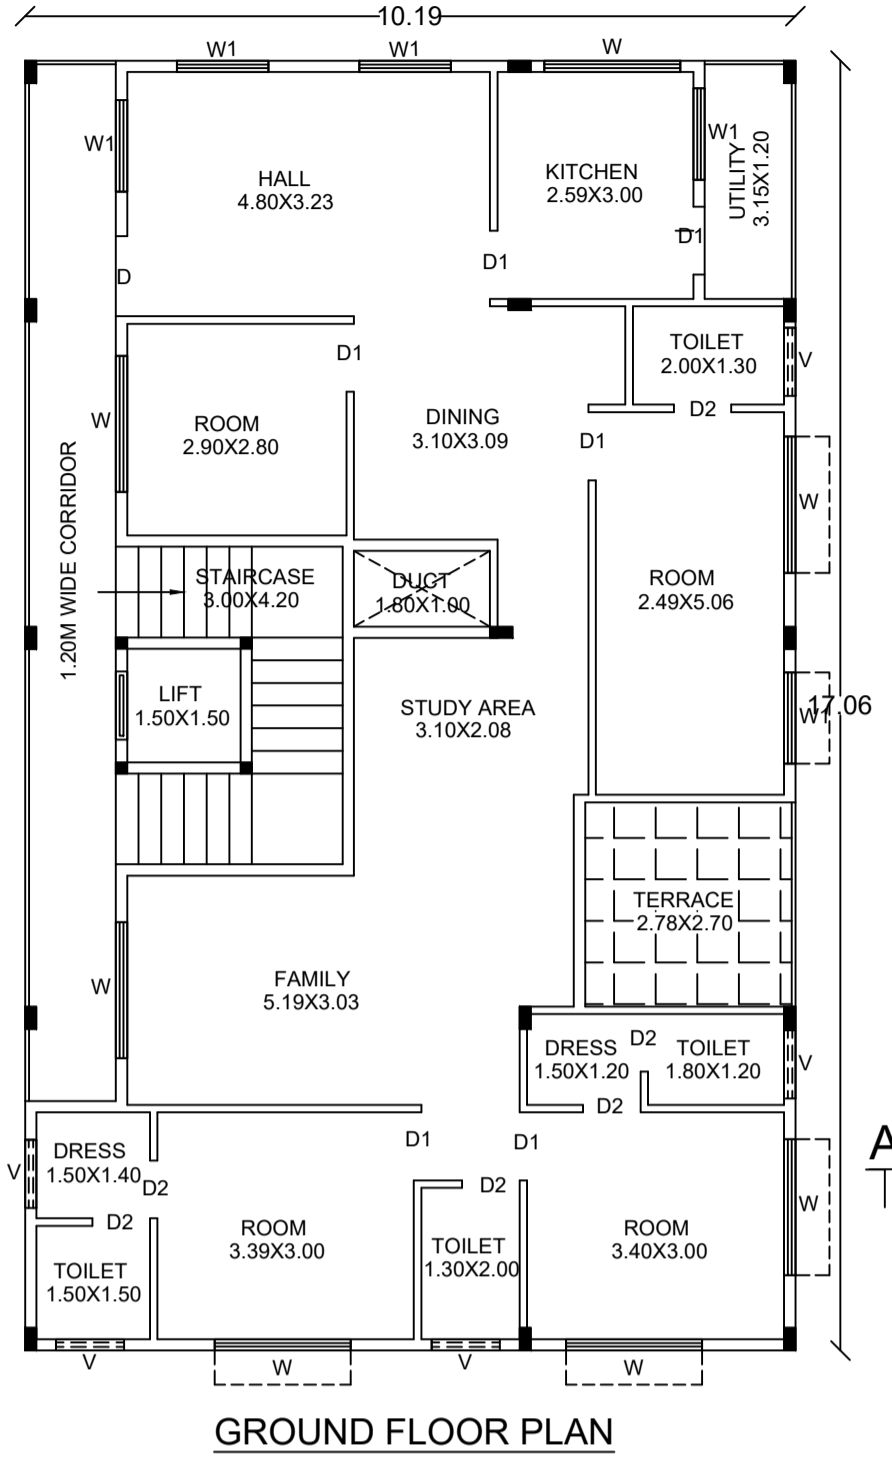 10.19
W1
W1
W
W1
HALL
4.80X3.23
KITCHEN
2.59X3.00
W1
UTILITY
3.15X1.20
D1
D1
D
TOILET
2.00X1.30
V
D1
D2
W
ROOM
2.90X2.80
DINING
3.10X3.09
D1
W
1.20M WIDE CORRIDOR
STAIRCASE
3.00X4.20
DUCT
1.80X1.00
ROOM
2.49X5.06
LIFT
1.50X1.50
STUDY AREA
3.10X2.08
W1
17.06
TERRACE
2.78X2.70
W
FAMILY
5.19X3.03
DRESS
1.50X1.20
D2
TOILET
1.80X1.20
V
D2
V
DRESS
1.50X1.40
D2
D2
D1
D1
D2
W
A
ROOM
3.39X3.00
TOILET
1.30X2.00
ROOM
3.40X3.00
TOILET
1.50X1.50
V
W
V
W
GROUND FLOOR PLAN